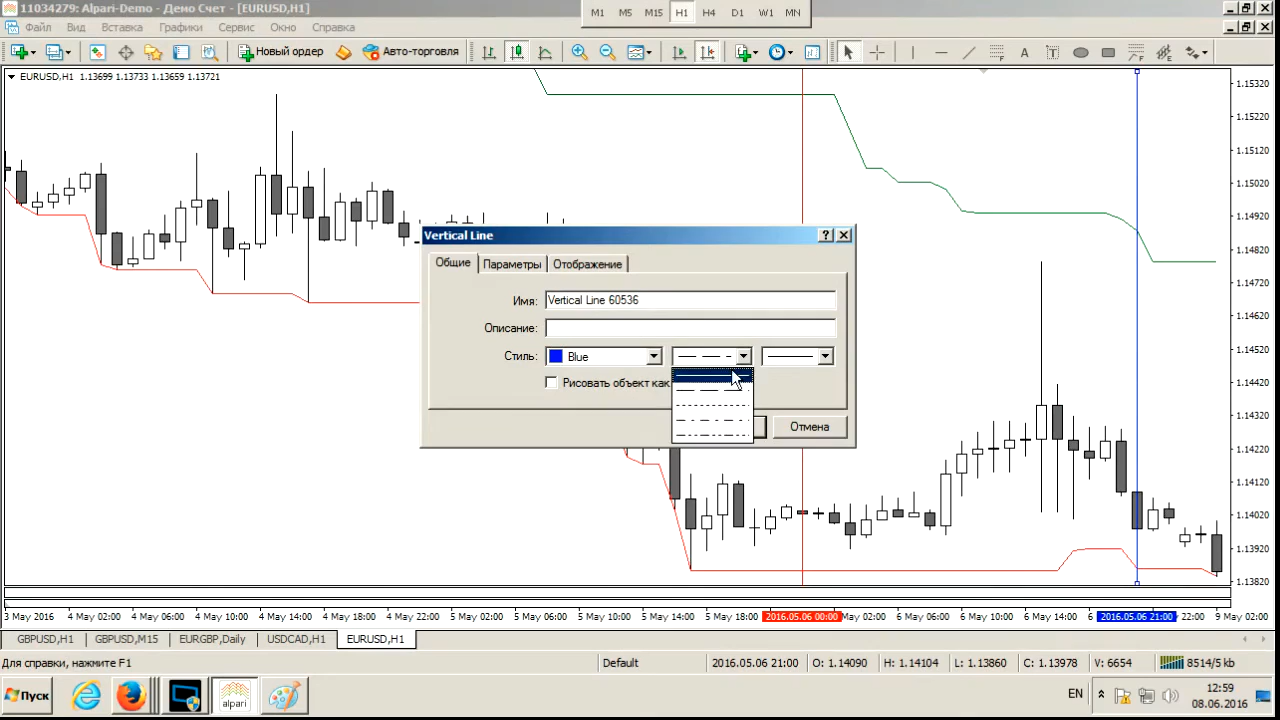 11034279: Alpari-Demo - Демо Счет - [EURUSD,H1]
M1 M5 M15 H1 H4 D1 W1 MN
Файл Вид Вставка Графики Сервис Окно Справка
Новый ордер Авто-торговля
EURUSD,H1 1.13699 1.13733 1.13659 1.13721
1.15320
1.15220
1.15120
1.15020
1.14920
1.14820
1.14720
1.14620
1.14520
1.14420
1.14320
1.14220
1.14120
1.14020
1.13920
1.13820
Vertical Line
Общие Параметры Отображение
Имя: Vertical Line 60536
Описание:
Стиль: Blue
Рисовать объект как
Отмена
3 May 2016 4 May 02:00 4 May 06:00 4 May 10:00 4 May 14:00 4 May 18:00 4 May 22:00 5 May 02:00 5 May 06:00 5 May 10:00 5 May 14:00 5 May 18:00 2016.05.06 00:00 May 02:00 6 May 06:00 6 May 10:00 6 May 14:00 6 2016.05.06 21:00 22:00 9 May 02:00
GBPUSD,H1 GBPUSD,M15 EURGBP,Daily USDCAD,H1 EURUSD,H1
Для справки, нажмите F1 Default 2016.05.06 21:00 O: 1.14090 H: 1.14104 L: 1.13860 C: 1.13978 V: 6654 8514/5 kb
Пуск alpari EN 12:59
08.06.2016